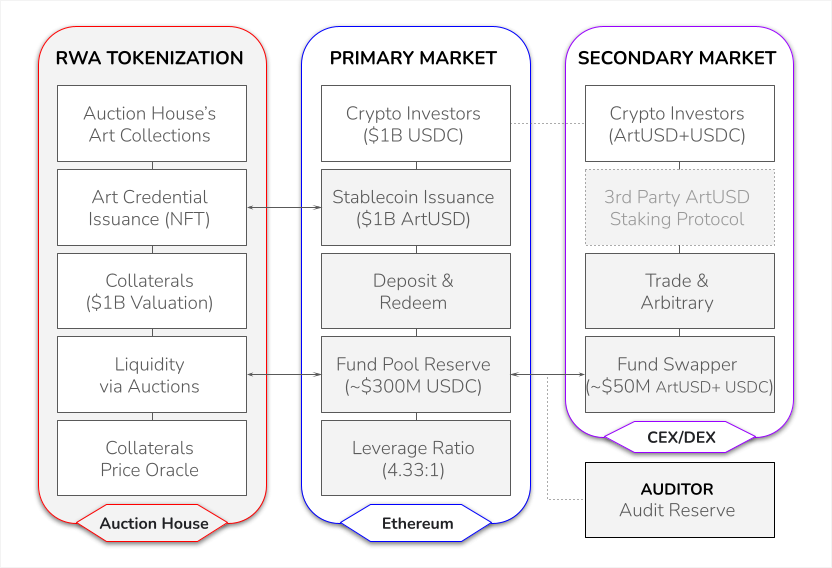 RWA TOKENIZATION
Auction House's
Art Collections
Art Credential
Issuance (NFT)
Collaterals
($1B Valuation)
Liquidity
via Auctions
Collaterals
Price Oracle
Auction House
PRIMARY MARKET
Crypto Investors
($1B USDC)
Stablecoin Issuance
($1B ArtUSD)
Deposit &
Redeem
Fund Pool Reserve
(~$300M USDC)
Leverage Ratio
(4.33:1)
Ethereum
SECONDARY MARKET
Crypto Investors
(ArtUSD+USDC)
3rd Party ArtUSD
Staking Protocol
Trade &
Arbitrary
Fund Swapper
(~$50M ArtUSD+ USDC)
CEX/DEX
AUDITOR
Audit Reserve